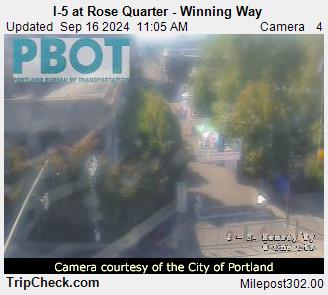 I-5 at Rose Quarter - Winning Way
Updated Sep 16 2024 11:05 AM Camera 4
PBOT
PORTLAND BUREAU OF TRANSPORTATION
Camera courtesy of the City of Portland
TripCheck.com Milepost302.00